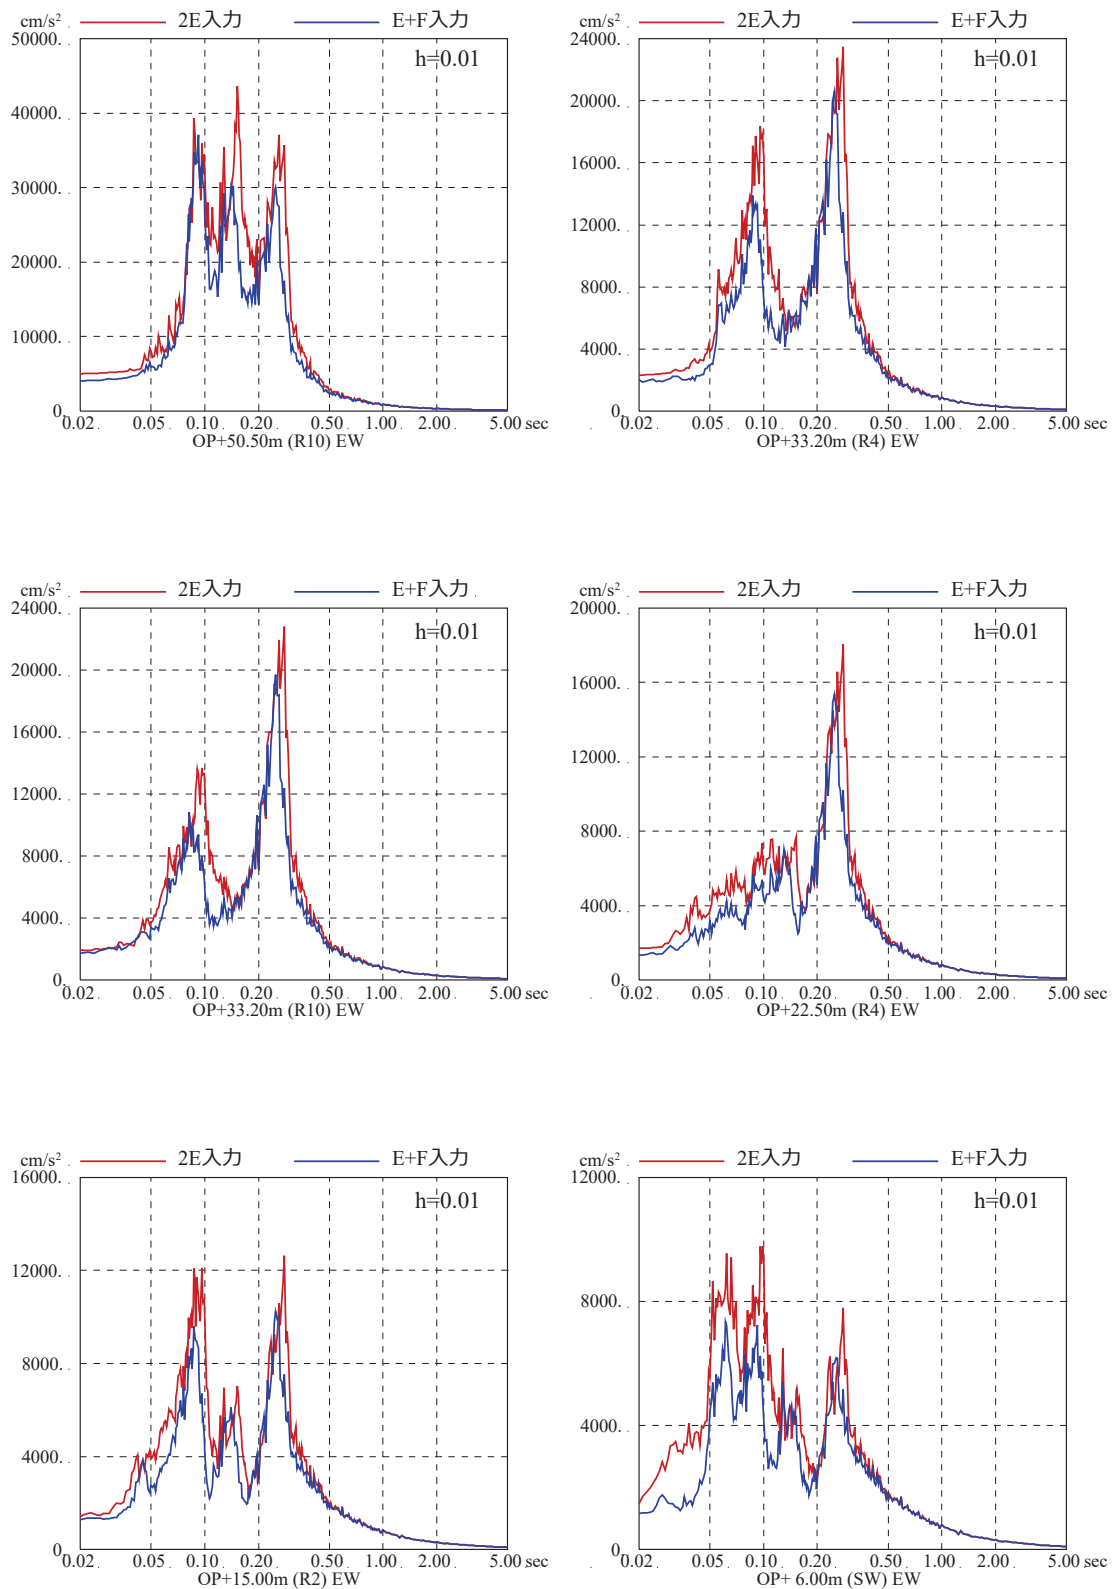 cm/s² 2E入力 E+F入力
50000.
h=0.01
40000.
30000.
20000.
10000.
0.
0.02 0.05 0.10 0.20 0.50 1.00 2.00 5.00 sec
OP+50.50m (R10) EW
cm/s² 2E入力 E+F入力
24000.
h=0.01
20000.
16000.
12000.
8000.
4000.
0.
0.02 0.05 0.10 0.20 0.50 1.00 2.00 5.00 sec
OP+33.20m (R4) EW
cm/s² 2E入力 E+F入力
24000.
h=0.01
20000.
16000.
12000.
8000.
4000.
0.
0.02 0.05 0.10 0.20 0.50 1.00 2.00 5.00 sec
OP+33.20m (R10) EW
cm/s² 2E入力 E+F入力
20000.
h=0.01
16000.
12000.
8000.
4000.
0.
0.02 0.05 0.10 0.20 0.50 1.00 2.00 5.00 sec
OP+22.50m (R4) EW
cm/s² 2E入力 E+F入力
16000.
h=0.01
12000.
8000.
4000.
0.
0.02 0.05 0.10 0.20 0.50 1.00 2.00 5.00 sec
OP+15.00m (R2) EW
cm/s² 2E入力 E+F入力
12000.
h=0.01
8000.
4000.
0.
0.02 0.05 0.10 0.20 0.50 1.00 2.00 5.00 sec
OP+ 6.00m (SW) EW